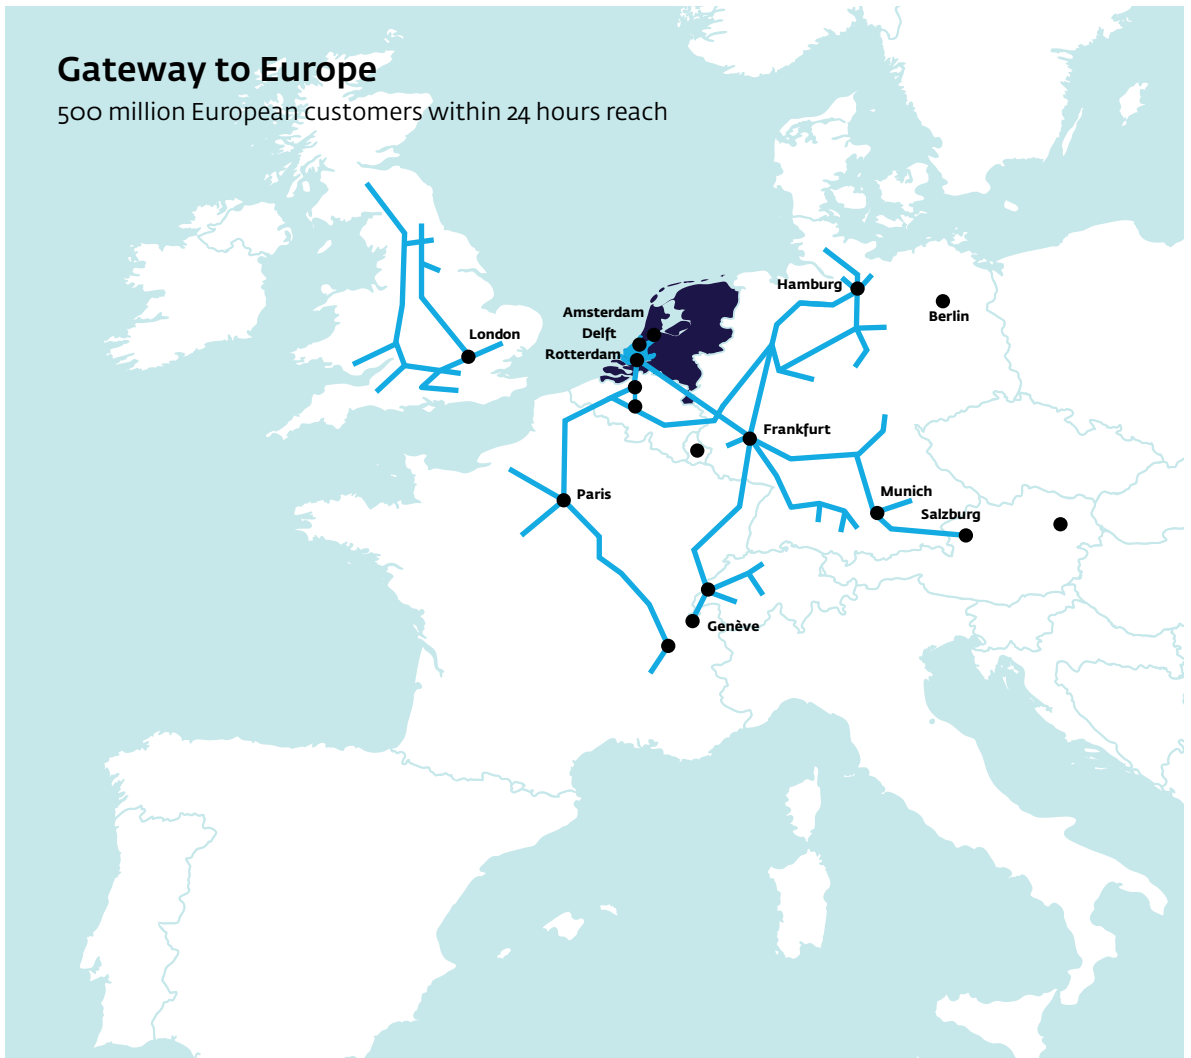 Gateway to Europe
500 million European customers within 24 hours reach
Hamburg
Amsterdam
Berlin
Delft
London
Rotterdam
Frankfurt
Munich
Paris
Salzburg
Genève